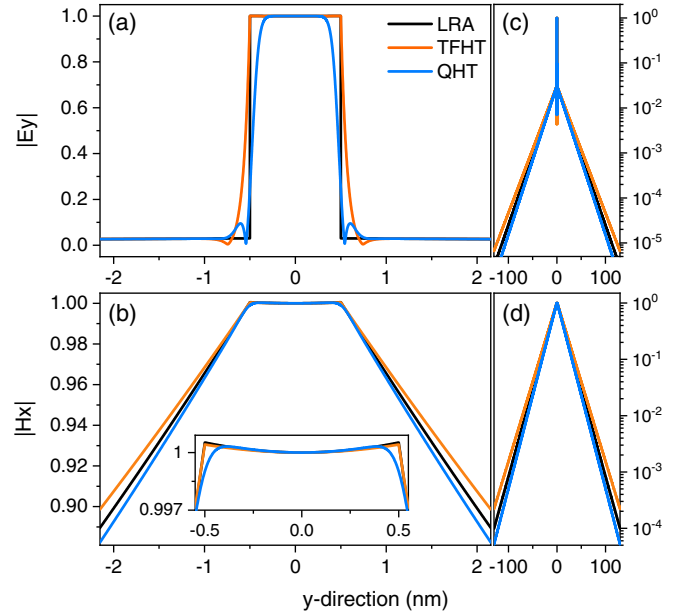 (a)
LRA
TFHT
QHT
(c)
|Ey|
1.0
0.8
0.6
0.4
0.2
0.0
10⁰
10⁻¹
10⁻²
10⁻³
10⁻⁴
10⁻⁵
-2 -1 0 1 2
-100 0 100
(b)
(d)
|Hx|
1.00
0.98
0.96
0.94
0.92
0.90
1
0.997
-0.5 0.0 0.5
10⁰
10⁻¹
10⁻²
10⁻³
10⁻⁴
-2 -1 0 1 2
-100 0 100
y-direction (nm)